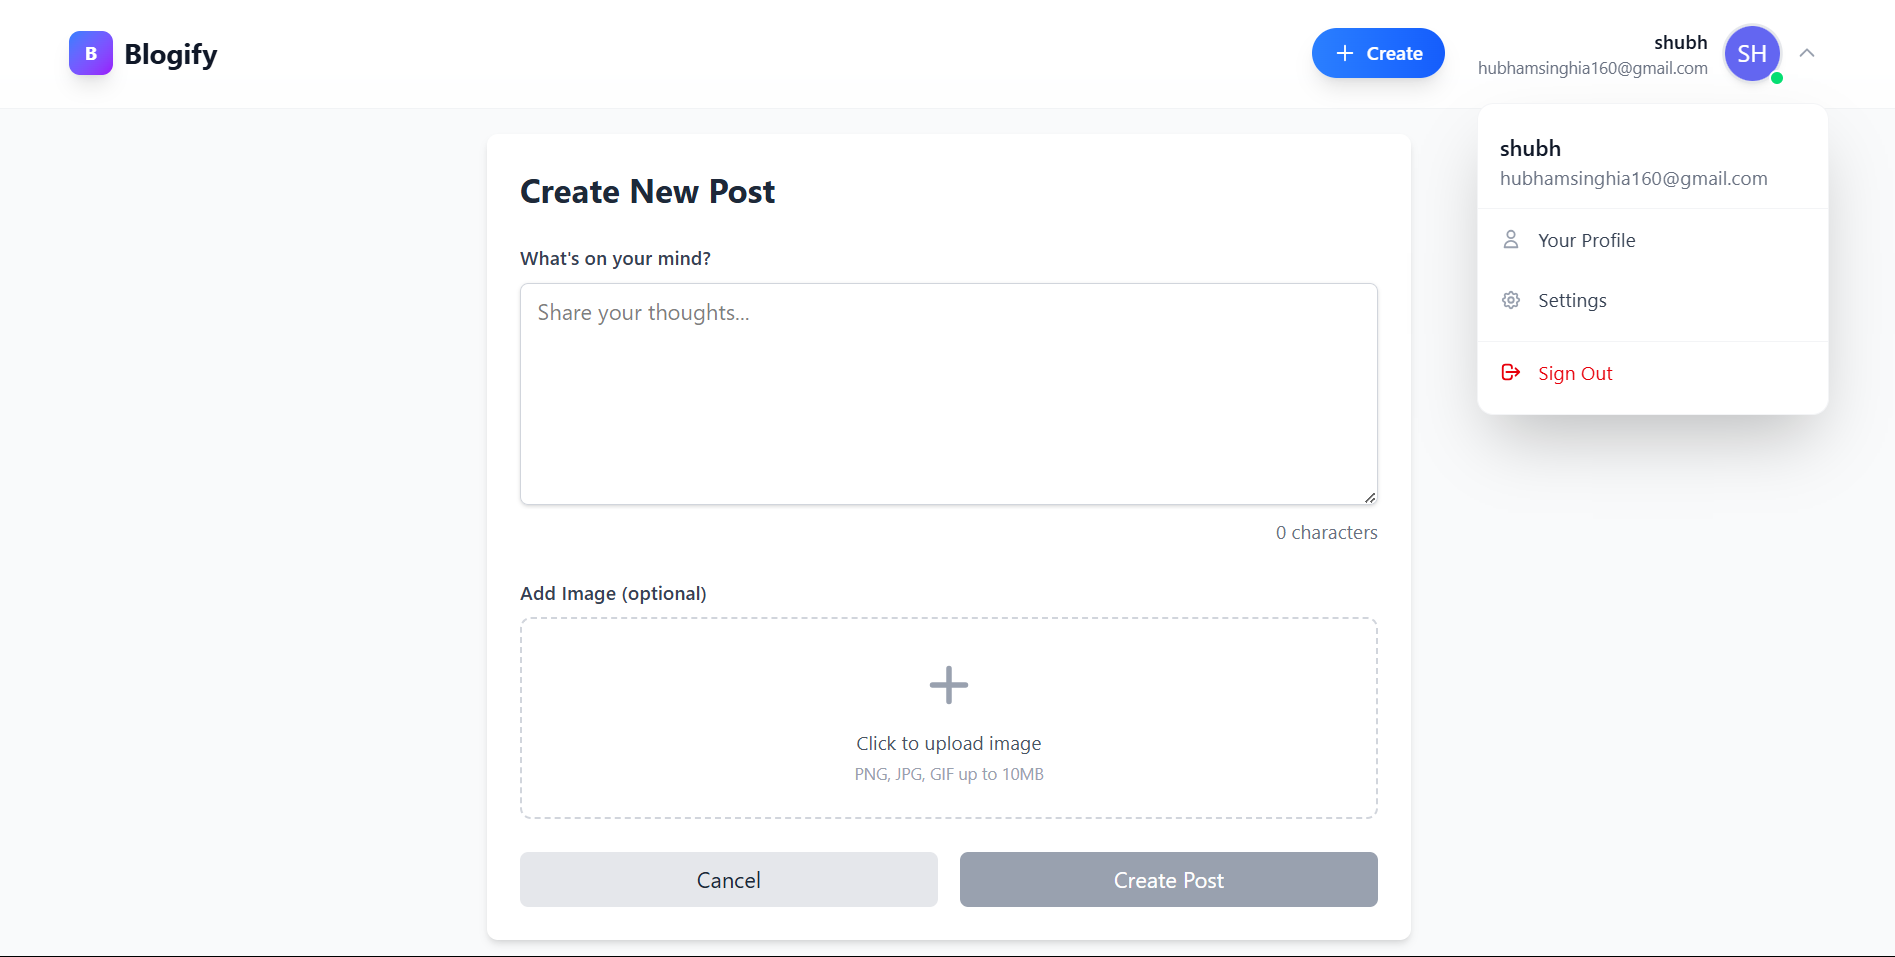 B Blogify
Create
shubh
hubhamsinghia160@gmail.com
SH
shubh
hubhamsinghia160@gmail.com
Your Profile
Settings
Sign Out
Create New Post
What's on your mind?
Share your thoughts...
0 characters
Add Image (optional)
Click to upload image
PNG, JPG, GIF up to 10MB
Cancel
Create Post